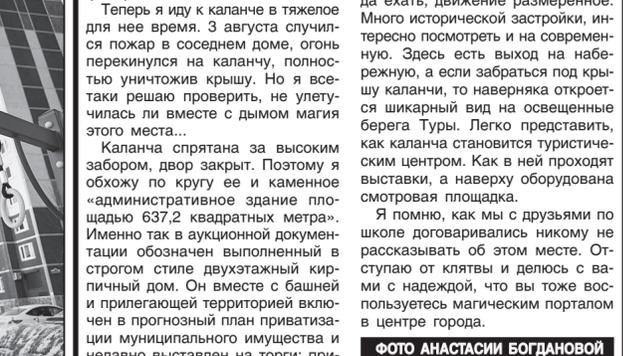 Теперь я иду к каланче в тяжелое
для нее время. 3 августа случил-
ся пожар в соседнем доме, огонь
перекинулся на каланчу, полнос-
тью уничтожив крышу. Но я все-
таки решаю проверить, не улету-
чилась ли вместе с дымом магия
этого места...
Каланча спрятана за высоким
забором, двор закрыт. Поэтому я
обхожу по кругу ее и каменное
«административное здание пло-
щадью 637,2 квадратных метра».
Именно так в аукционной докумен-
тации обозначен выполненный в
строгом стиле двухэтажный кир-
пичный дом. Он вместе с башней
и прилегающей территорией вклю-
чен в прогнозный план приватиза-
ции муниципального имущества и
недавно выставлен на торги: при-
да ехать, движение размеренное.
Много исторической застройки, ин-
тересно посмотреть и на современ-
ную. Здесь есть выход на набе-
режную, а если забраться под кры-
шу каланчи, то наверняка откроет-
ся шикарный вид на освещенные
берега Туры. Легко представить,
как каланча становится туристиче-
ским центром. Как в ней проходят
выставки, а наверху оборудована
смотровая площадка.
Я помню, как мы с друзьями по
школе договаривались никому не
рассказывать об этом месте. От-
ступаю от клятвы и делюсь с ва-
ми с надеждой, что вы тоже вос-
пользуетесь магическим порталом
в центре города.
ФОТО АНАСТАСИИ БОГДАНОВОЙ